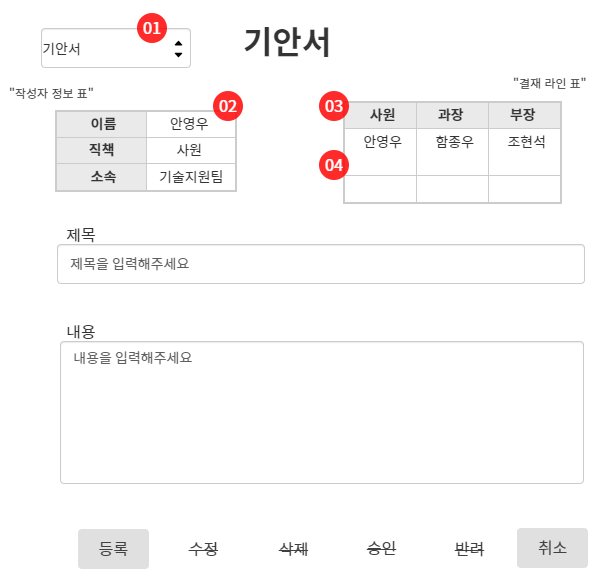 01
기안서
기안서
"작성자 정보 표"
"결재 라인 표"
02
이름 안영우
직책 사원
소속 기술지원팀
03
사원 과장 부장
안영우 함종우 조현석
04
제목
제목을 입력해주세요
내용
내용을 입력해주세요
등록 수정 삭제 승인 반려 취소